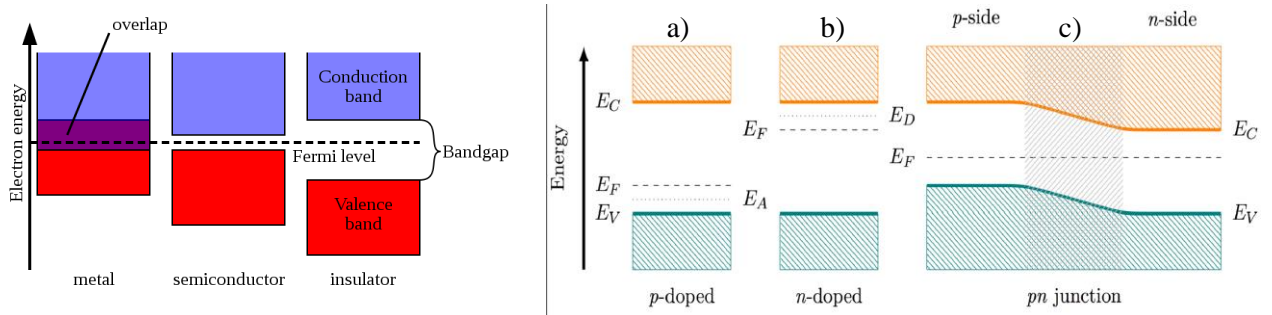 overlap
Electron energy
Conduction
band
Fermi level
Bandgap
Valence
band
metal
semiconductor
insulator
a)
b)
p-side
c)
n-side
Energy
E_C
E_F
E_V
E_A
p-doped
E_F
E_D
n-doped
E_F
E_C
E_V
pn junction